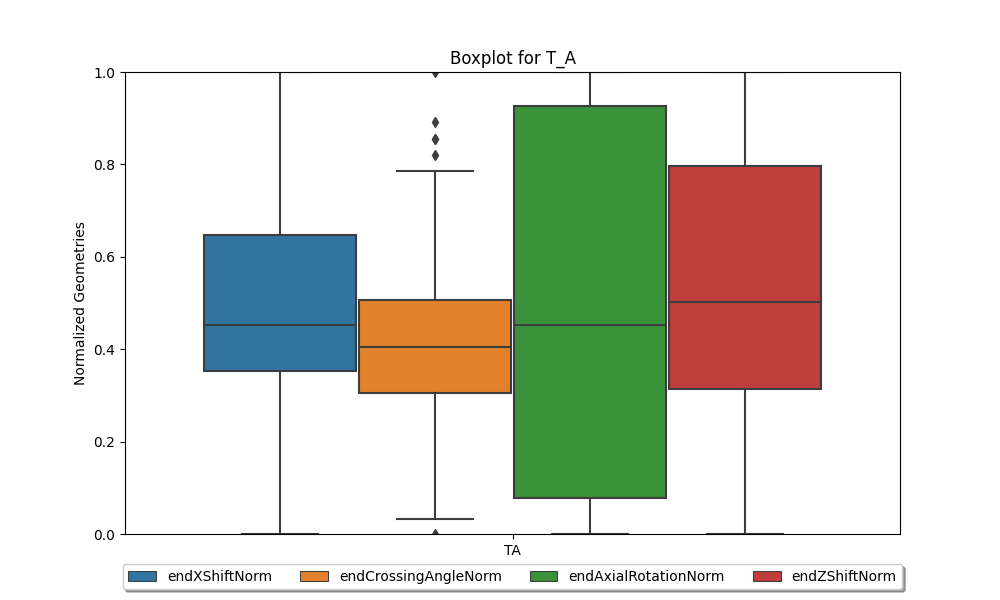 Boxplot for T_A
1.0
0.8
0.6
0.4
0.2
0.0
Normalized Geometries
TA
endXShiftNorm endCrossingAngleNorm endAxialRotationNorm endZShiftNorm